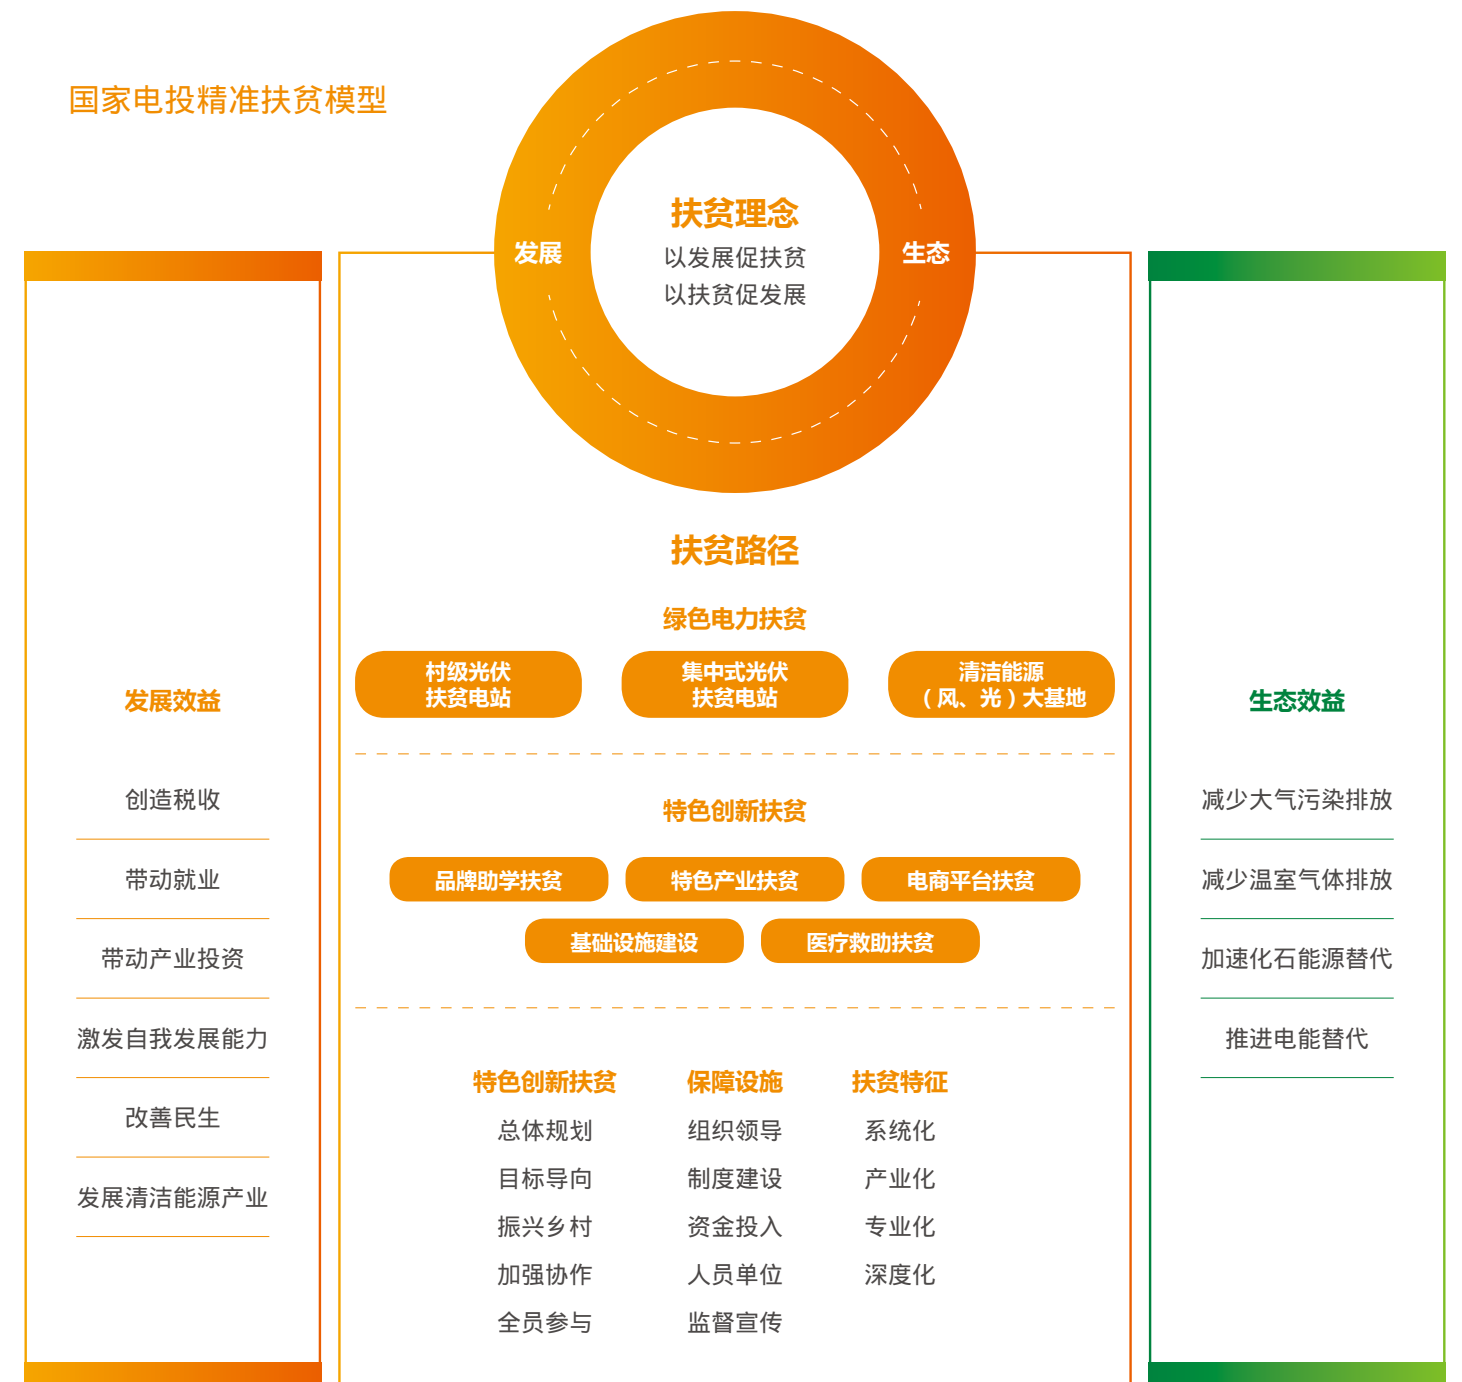 国家电投精准扶贫模型
扶贫理念
以发展促扶贫
以扶贫促发展
发展
生态
扶贫路径
绿色电力扶贫
村级光伏
扶贫电站
集中式光伏
扶贫电站
清洁能源
（风、光）大基地
特色创新扶贫
品牌助学扶贫
特色产业扶贫
电商平台扶贫
基础设施建设
医疗救助扶贫
特色创新扶贫
总体规划
目标导向
振兴乡村
加强协作
全员参与
保障设施
组织领导
制度建设
资金投入
人员单位
监督宣传
扶贫特征
系统化
产业化
专业化
深度化
发展效益
创造税收
带动就业
带动产业投资
激发自我发展能力
改善民生
发展清洁能源产业
生态效益
减少大气污染排放
减少温室气体排放
加速化石能源替代
推进电能替代